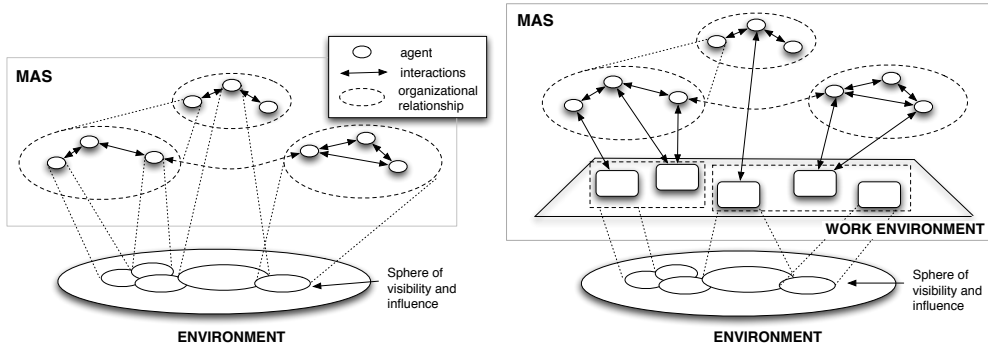 MAS
agent
interactions
organizational
relationship
Sphere of
visibility and
influence
ENVIRONMENT
MAS
WORK ENVIRONMENT
Sphere of
visibility and
influence
ENVIRONMENT